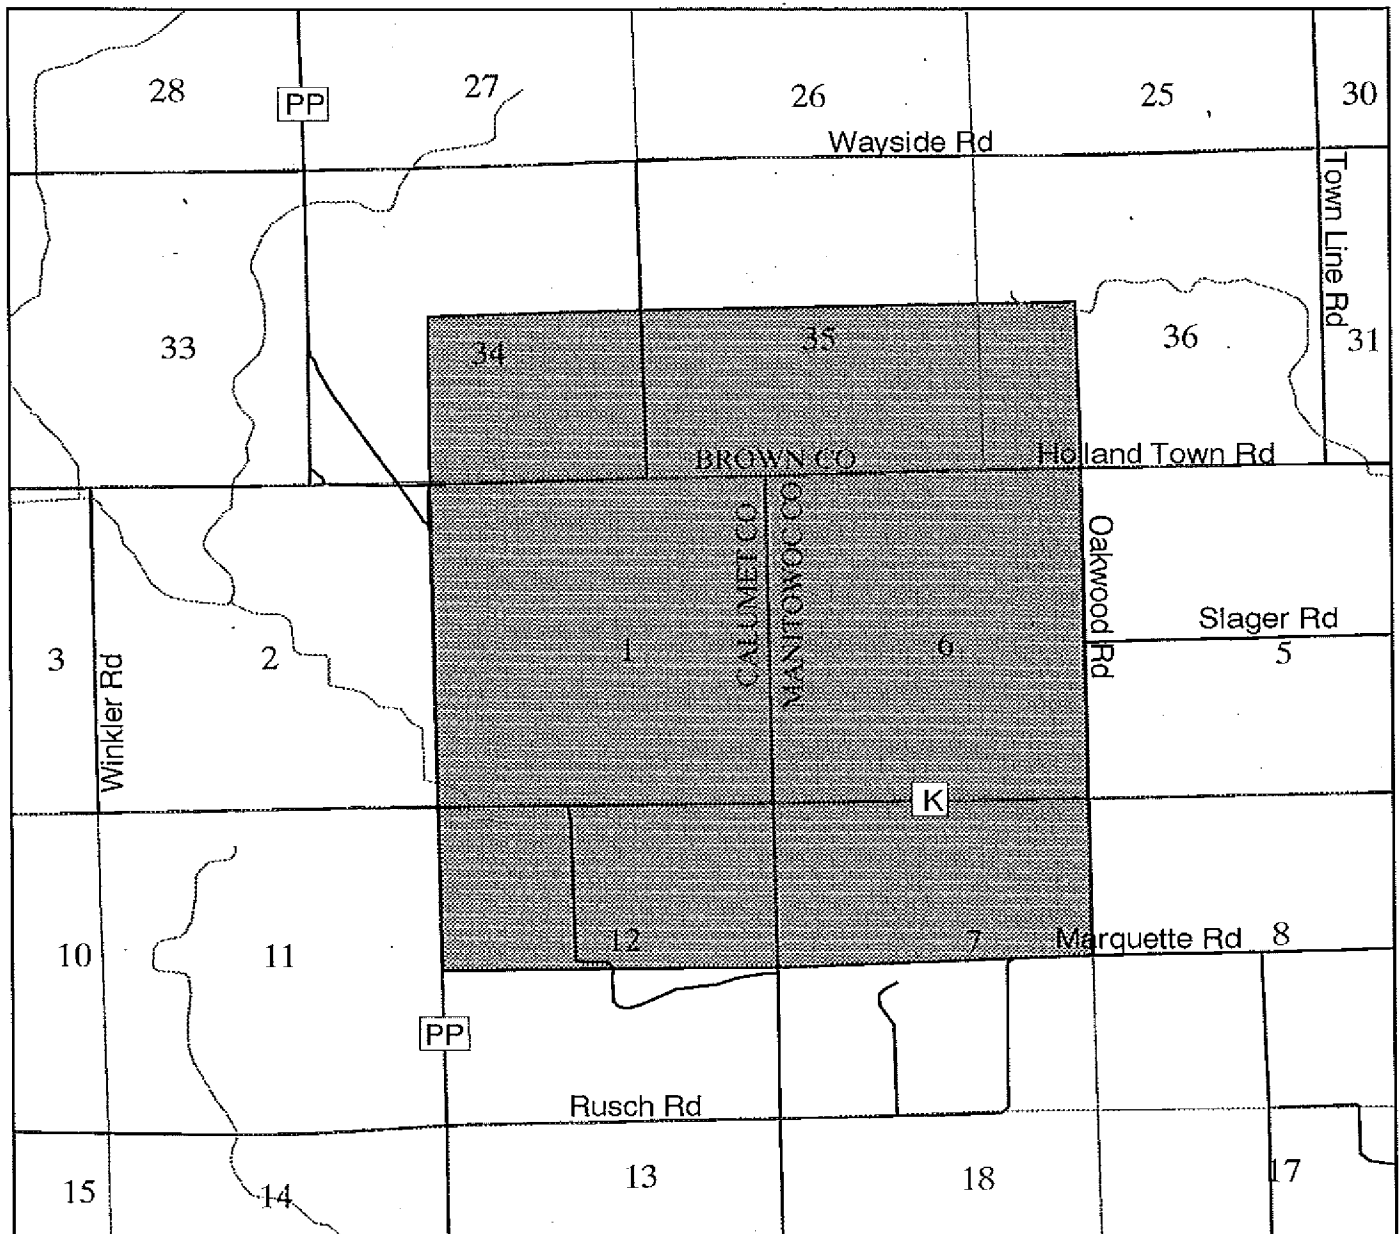 28
27
26
25
30
PP
Wayside Rd
Town Line Rd
33
34
35
36
31
BROWN CO
Holland Town Rd
CALUMET CO
MANITOWOC CO
Oakwood Rd
Slager Rd
3
Winkler Rd
2
1
6
5
K
10
11
12
7
Marquette Rd
8
PP
Rusch Rd
15
14
13
18
17